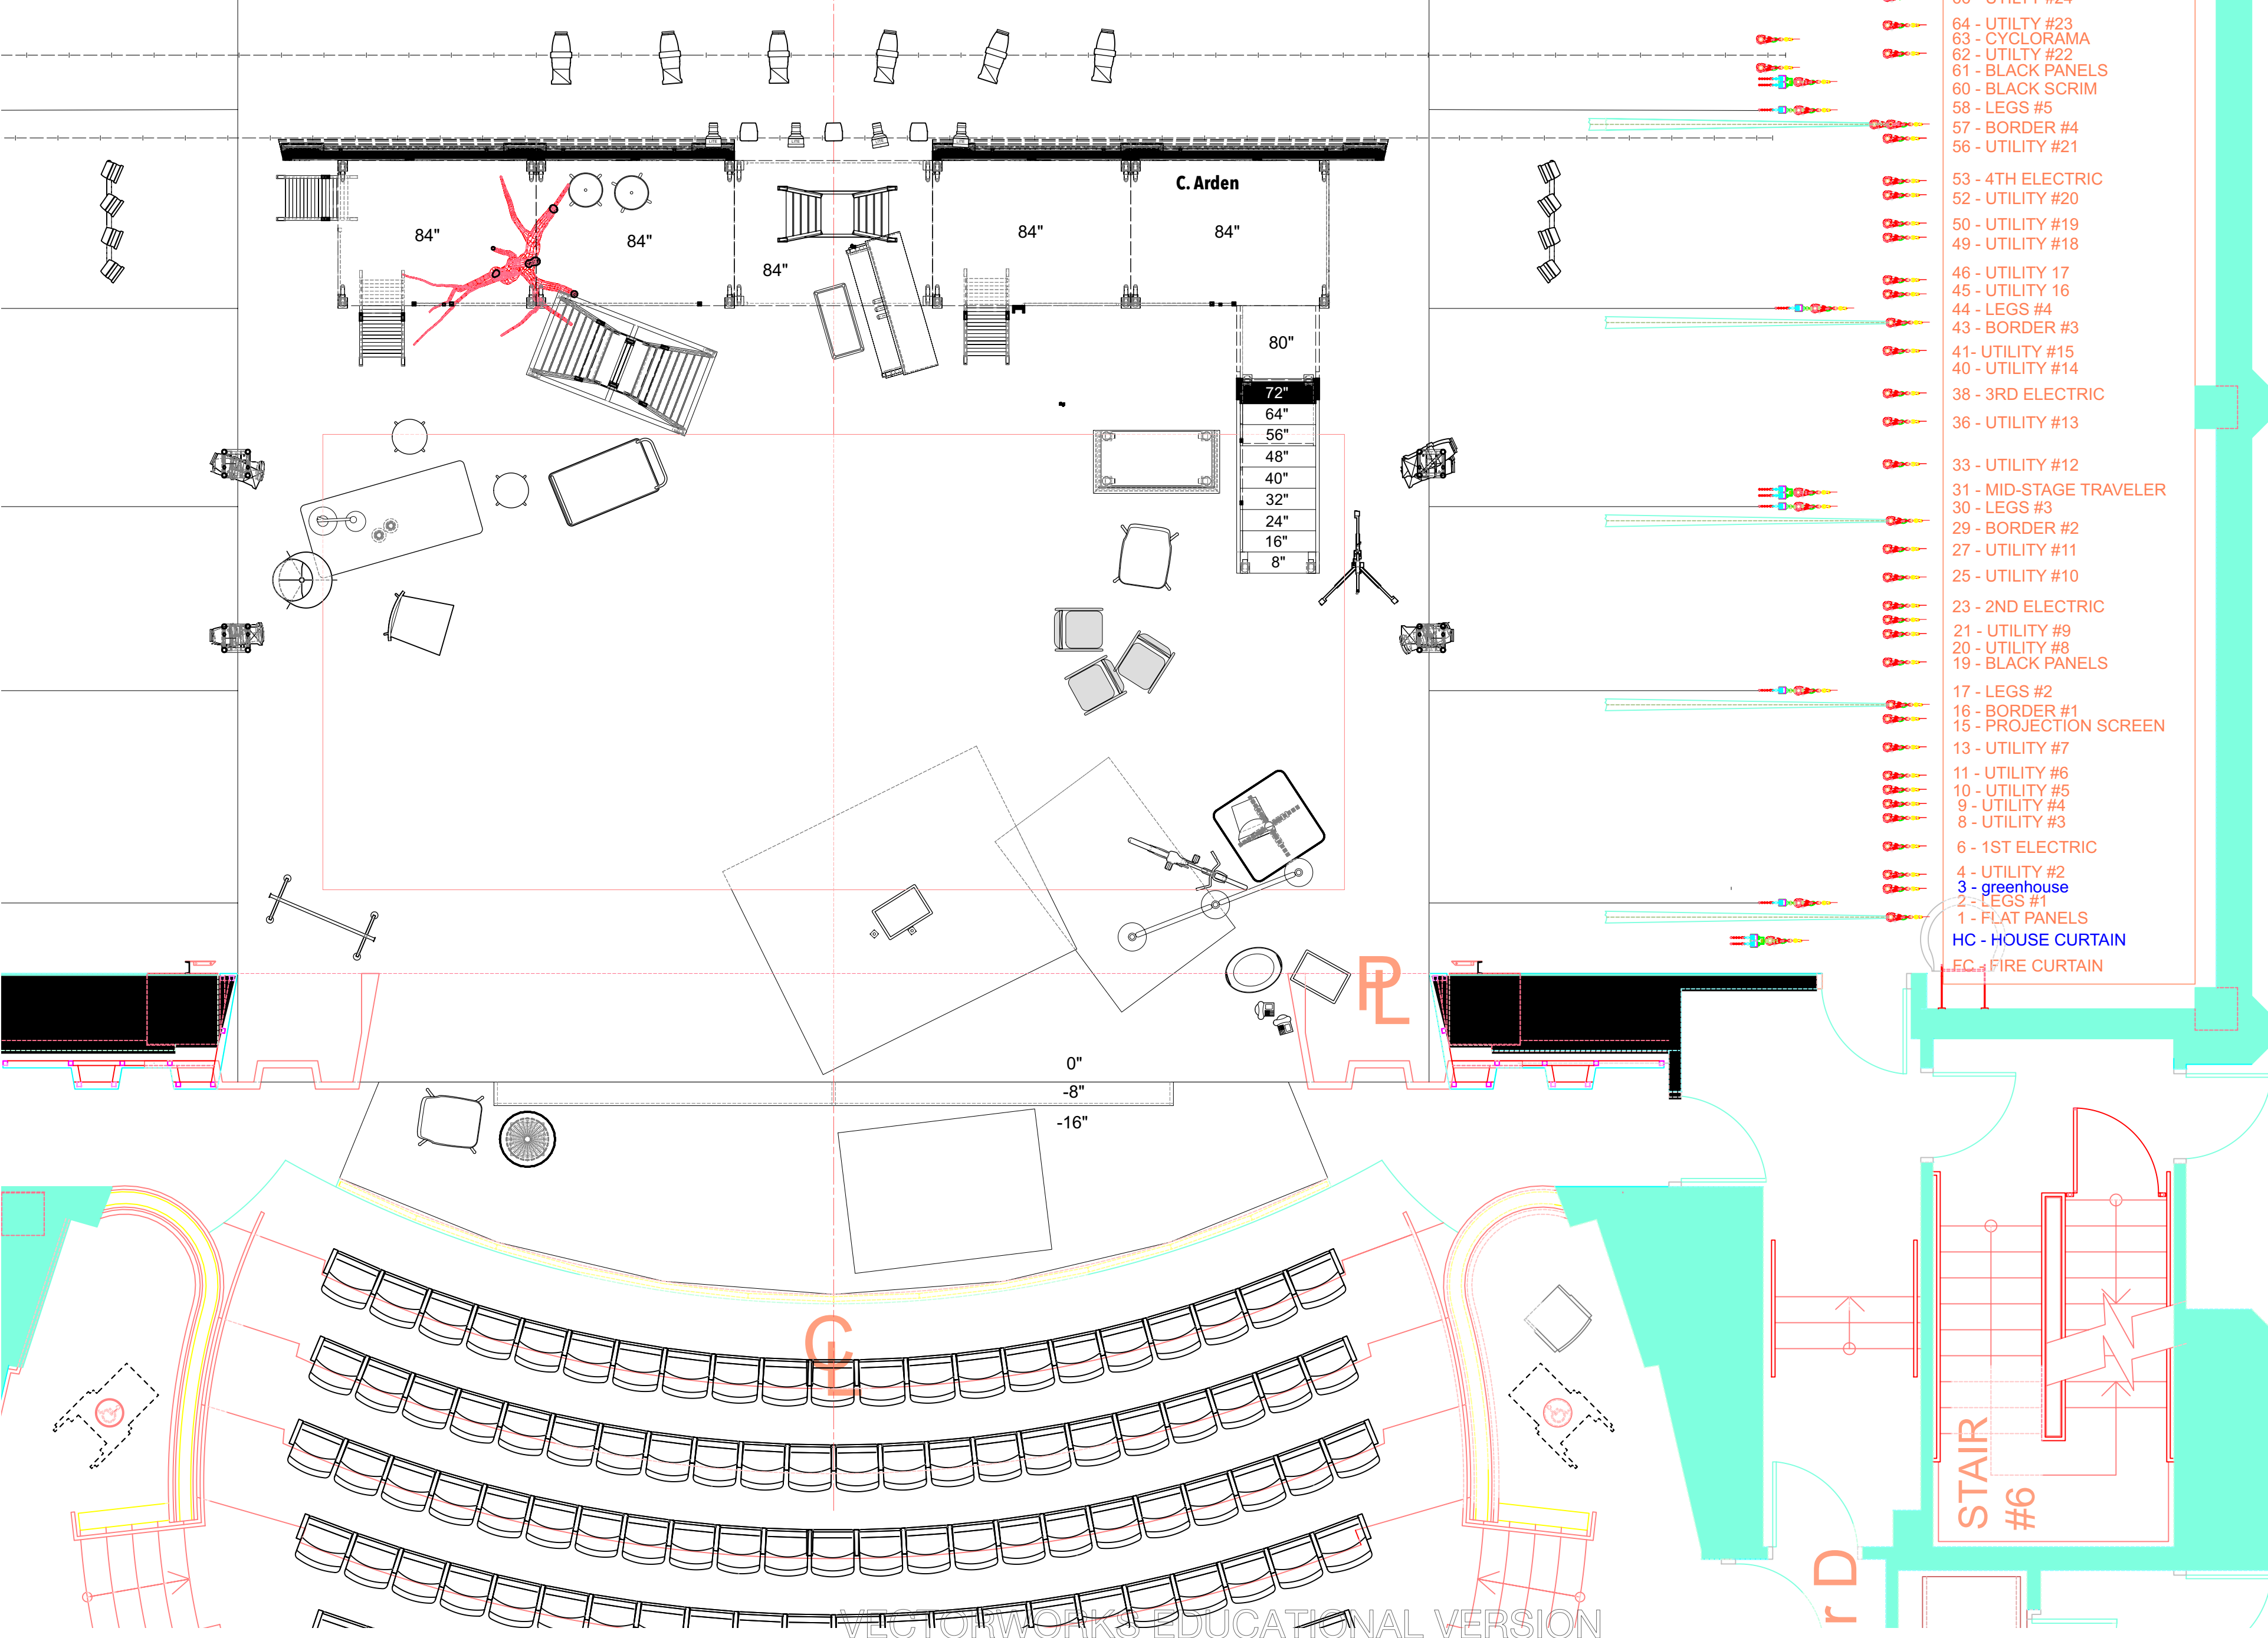 64 - UTILTY #23
63 - CYCLORAMA
62 - UTILTY #22
61 - BLACK PANELS
60 - BLACK SCRIM
58 - LEGS #5
57 - BORDER #4
56 - UTILITY #21
53 - 4TH ELECTRIC
52 - UTILITY #20
50 - UTILITY #19
49 - UTILITY #18
46 - UTILITY 17
45 - UTILITY 16
44 - LEGS #4
43 - BORDER #3
41- UTILITY #15
40 - UTILITY #14
38 - 3RD ELECTRIC
36 - UTILITY #13
33 - UTILITY #12
31 - MID-STAGE TRAVELER
30 - LEGS #3
29 - BORDER #2
27 - UTILITY #11
25 - UTILITY #10
23 - 2ND ELECTRIC
21 - UTILITY #9
20 - UTILITY #8
19 - BLACK PANELS
17 - LEGS #2
16 - BORDER #1
15 - PROJECTION SCREEN
13 - UTILITY #7
11 - UTILITY #6
10 - UTILITY #5
9 - UTILITY #4
8 - UTILITY #3
6 - 1ST ELECTRIC
4 - UTILITY #2
3 - greenhouse
2 - LEGS #1
1 - FLAT PANELS
HC - HOUSE CURTAIN
FC - FIRE CURTAIN
C. Arden
84"
84"
84"
84"
84"
80"
72"
64"
56"
48"
40"
32"
24"
16"
8"
PL
0"
-8"
-16"
CL
STAIR
#6
r D
VECTORWORKS EDUCATIONAL VERSION